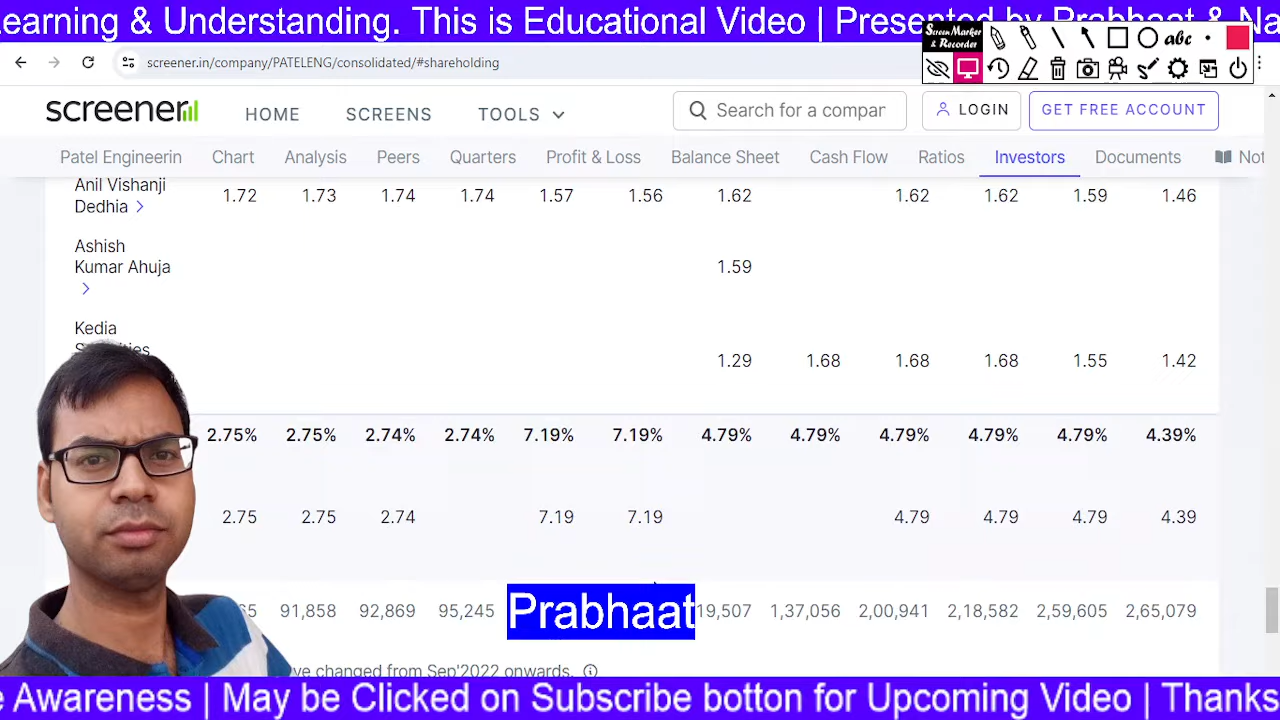 earning & Understanding. This is Educational Video | Presented by Prabhaat & Na
Screen Marker
& Recorder
abc
screener.in/company/PATELENG/consolidated/#shareholding
screener
HOME SCREENS TOOLS
Search for a compar
LOGIN
GET FREE ACCOUNT
Patel Engineerin Chart Analysis Peers Quarters Profit & Loss Balance Sheet Cash Flow Ratios Investors Documents Not
Anil Vishanji
Dedhia > 1.72 1.73 1.74 1.74 1.57 1.56 1.62 1.62 1.62 1.59 1.46
Ashish
Kumar Ahuja 1.59
>
Kedia
1.29 1.68 1.68 1.68 1.55 1.42
2.75% 2.75% 2.74% 2.74% 7.19% 7.19% 4.79% 4.79% 4.79% 4.79% 4.79% 4.39%
2.75 2.75 2.74 7.19 7.19 4.79 4.79 4.79 4.39
91,858 92,869 95,245 Prabhaat 19,507 1,37,056 2,00,941 2,18,582 2,59,605 2,65,079
ve changed from Sep'2022 onwards.
e Awareness | May be Clicked on Subscribe botton for Upcoming Video | Thanks